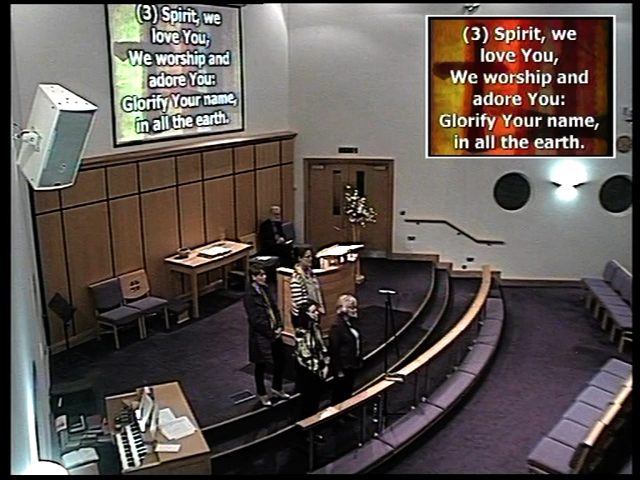 (3) Spirit, we
love You,
We worship and
adore You:
Glorify Your name,
in all the earth.
(3) Spirit, we
love You,
We worship and
adore You:
Glorify Your name,
in all the earth.